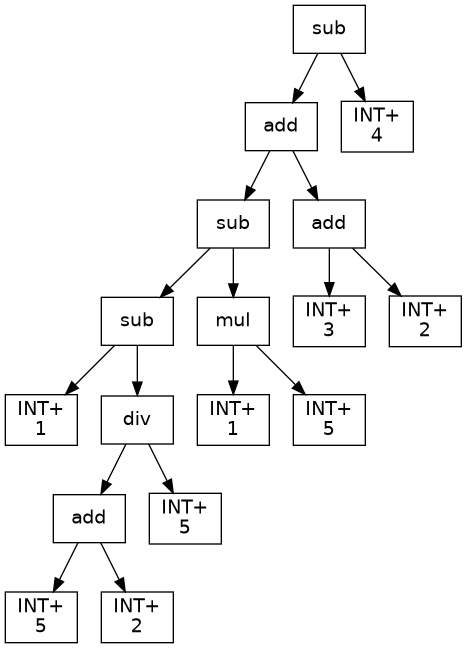 sub
add
INT+
4
sub
add
sub
mul
INT+
3
INT+
2
INT+
1
div
INT+
1
INT+
5
add
INT+
5
INT+
5
INT+
2